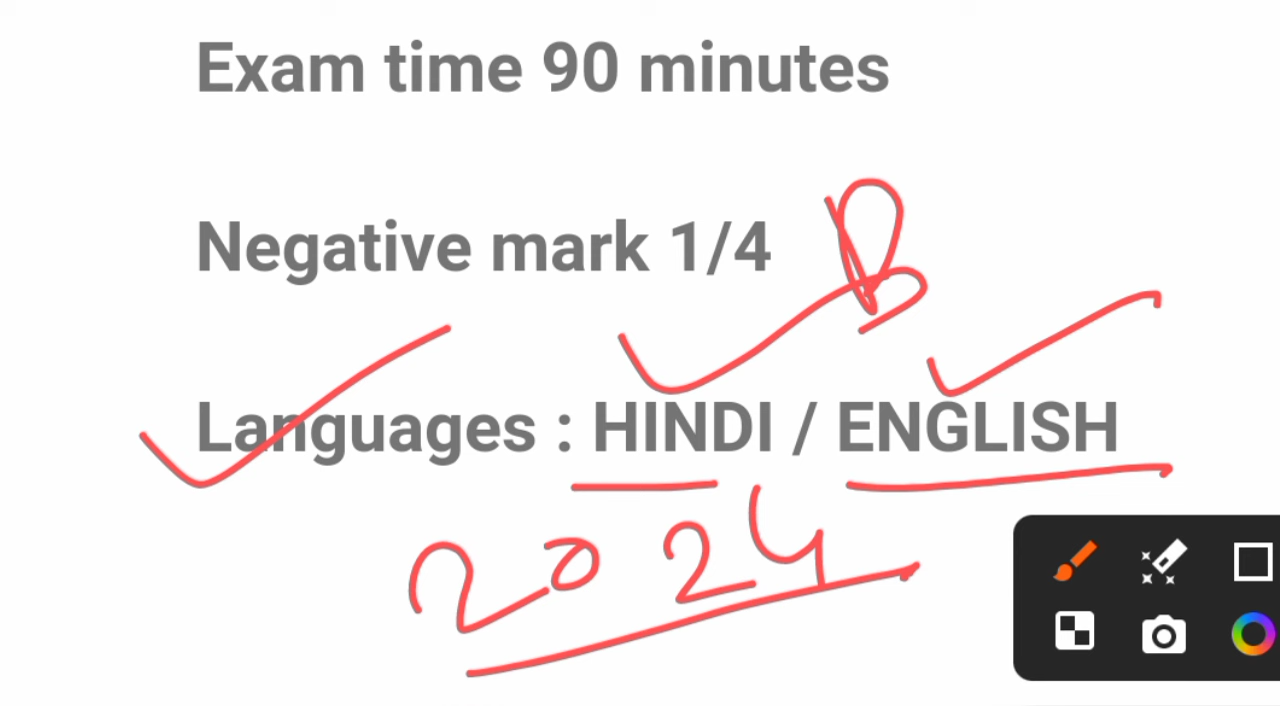 Exam time 90 minutes
Negative mark 1/4
B
Languages : HINDI / ENGLISH
2024